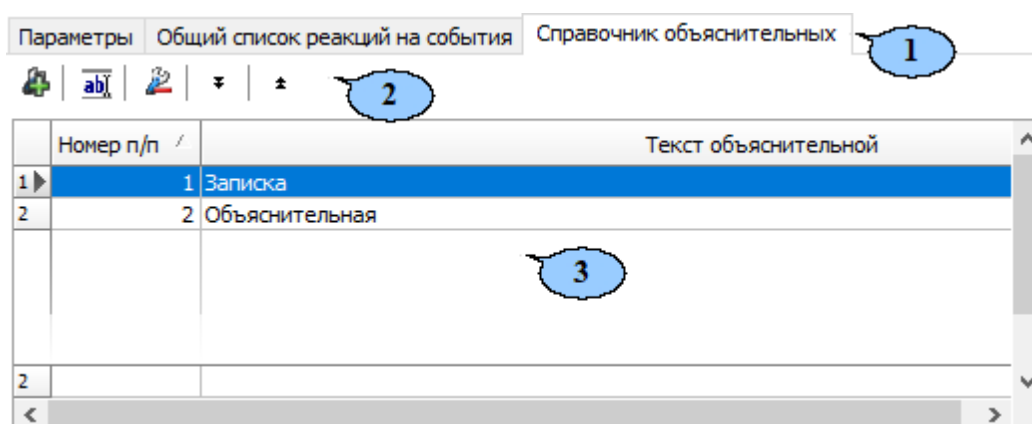 Параметры Общий список реакций на события Справочник объяснительных
1
ab
2
Номер п/п Текст объяснительной
1 1 Записка
2 2 Объяснительная
3
2